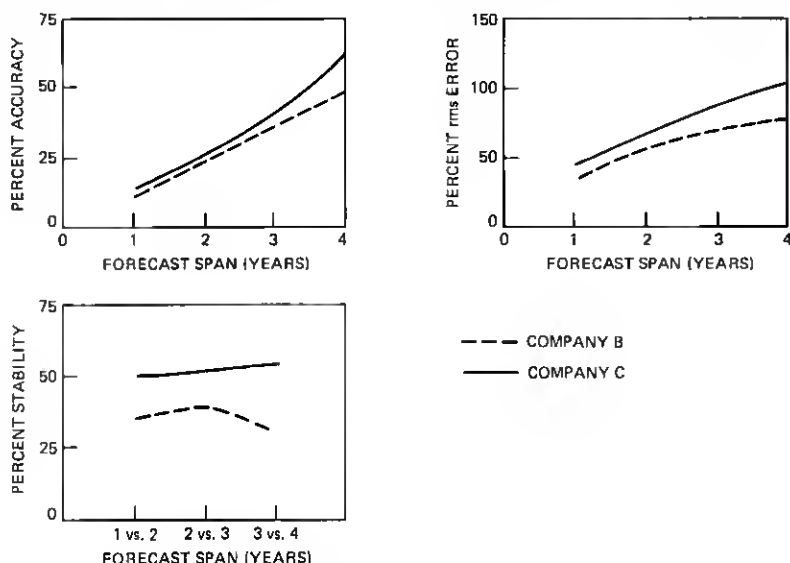 PERCENT ACCURACY
75
50
25
0
0 1 2 3 4
FORECAST SPAN (YEARS)
PERCENT rms ERROR
150
100
50
0
0 1 2 3 4
FORECAST SPAN (YEARS)
PERCENT STABILITY
75
50
25
0
1 vs. 2 2 vs. 3 3 vs. 4
FORECAST SPAN (YEARS)
COMPANY B
COMPANY C